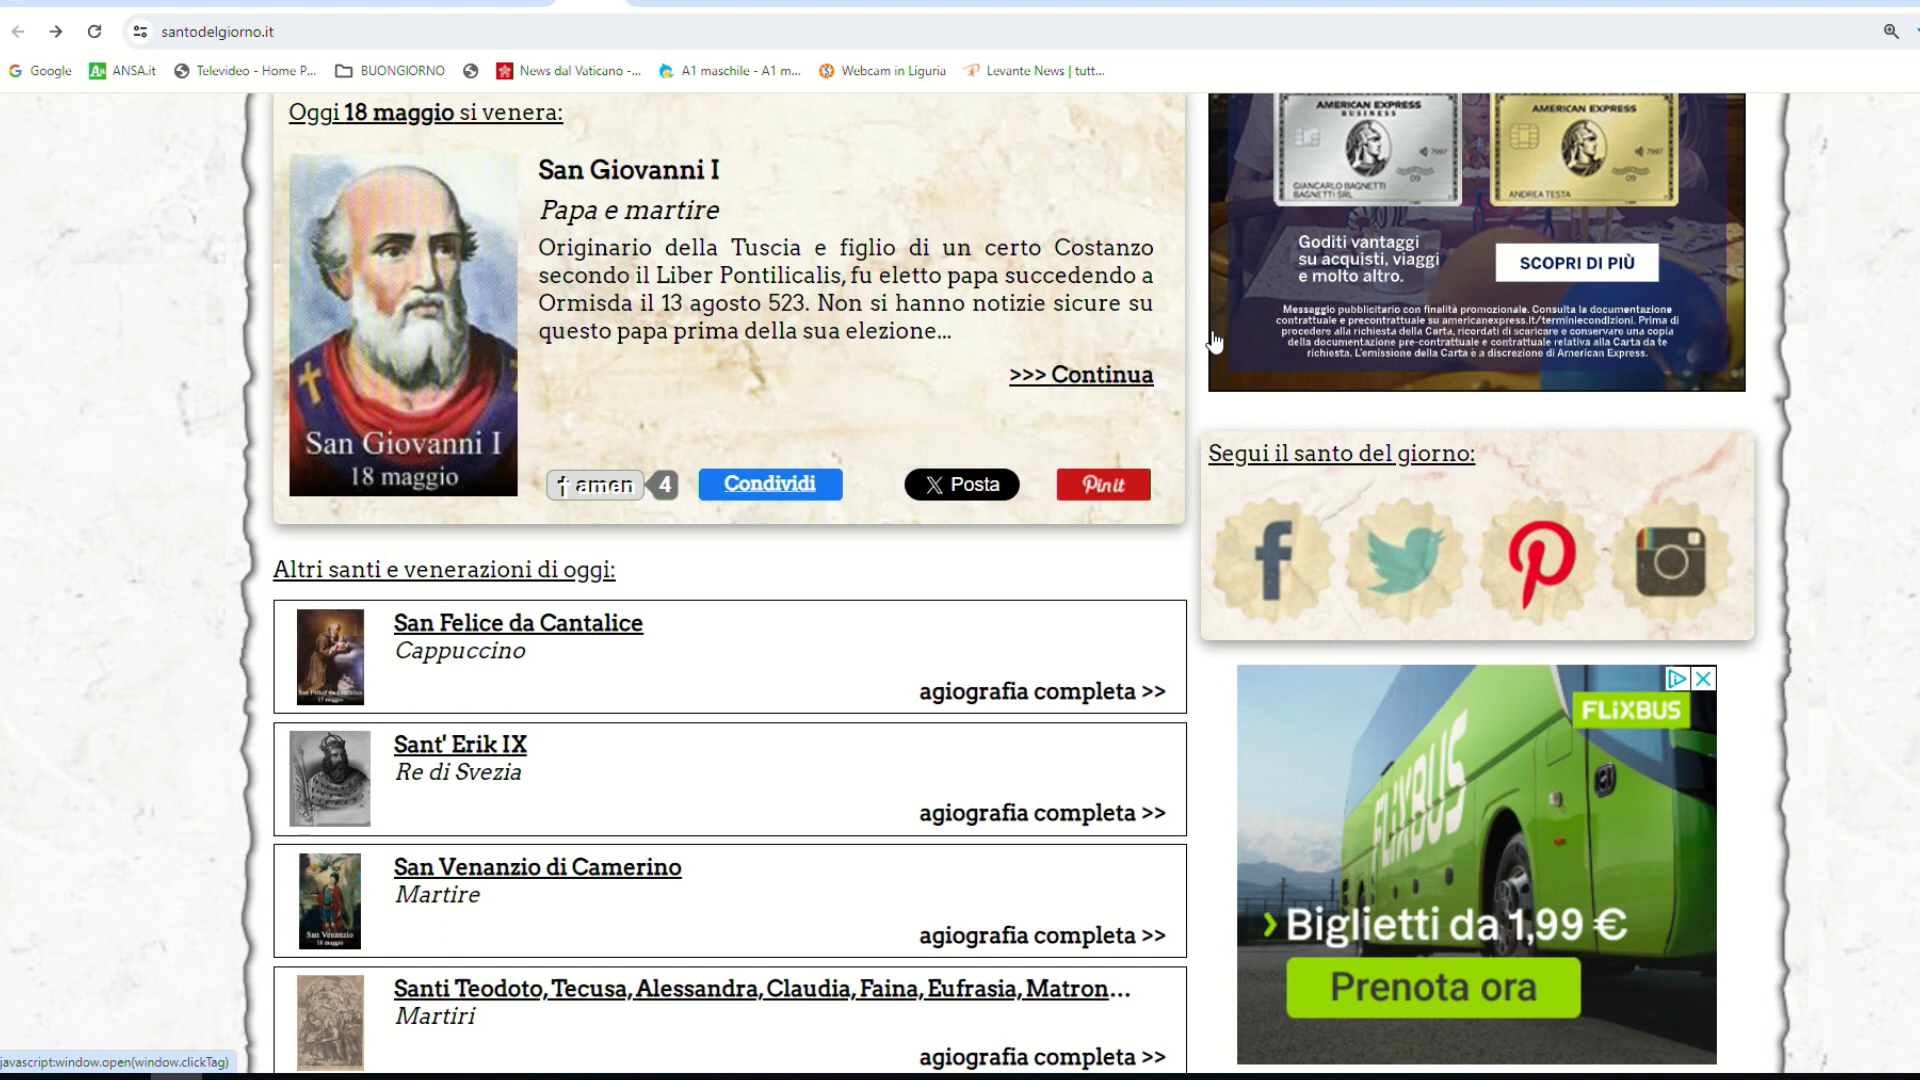 santodelgiorno.it
Google
ANSA.it
Televideo - Home P...
BUONGIORNO
News dal Vaticano -...
A1 maschile - A1 m...
Webcam in Liguria
Levante News | tutt...
Oggi 18 maggio si venera:
San Giovanni I
Papa e martire
Originario della Tuscia e figlio di un certo Costanzo
secondo il Liber Pontilicalis, fu eletto papa succedendo a
Ormisda il 13 agosto 523. Non si hanno notizie sicure su
questo papa prima della sua elezione...
>>> Continua
San Giovanni I
18 maggio
amen
4
Condividi
Posta
Pinit
Altri santi e venerazioni di oggi:
San Felice da Cantalice
Cappuccino
agiografia completa >>
Sant' Erik IX
Re di Svezia
agiografia completa >>
San Venanzio di Camerino
Martire
agiografia completa >>
San Venanzio
18 maggio
Santi Teodoto, Tecusa, Alessandra, Claudia, Faina, Eufrasia, Matron...
Martiri
agiografia completa >>
AMERICAN EXPRESS
BUSINESS
GIANCARLO BAGNETTI
BAGNETTI SRL
AMERICAN EXPRESS
ANDREA TESTA
Goditi vantaggi
su acquisti, viaggi
e molto altro.
SCOPRI DI PIÙ
Messaggio pubblicitario con finalità promozionale. Consulta la documentazione
contrattuale e precontrattuale su americanexpress.it/terminiecondizioni. Prima di
procedere alla richiesta della Carta, ricordati di scaricare e conservare una copia
della documentazione pre-contrattuale e contrattuale relativa alla Carta da te
richiesta. L'emissione della Carta è a discrezione di American Express.
Segui il santo del giorno:
FLiXBUS
FLiXBUS
Biglietti da 1,99 €
Prenota ora
javascript:window.open(window.clickTag)